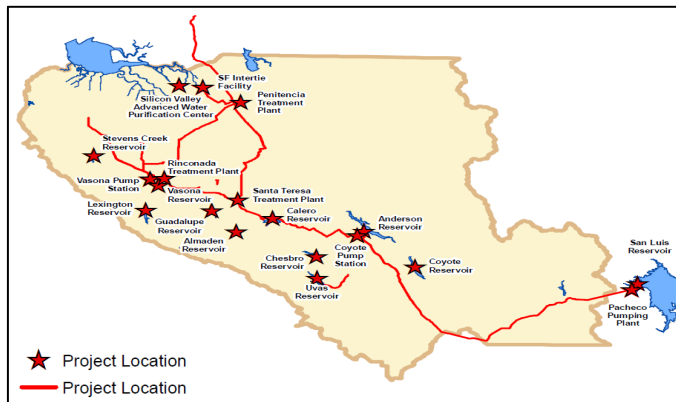 SF Intertie
Facility
Silicon Valley
Advanced Water
Purification Center
Penitencia
Treatment
Plant
Stevens Creek
Reservoir
Rinconada
Treatment Plant
Vasona Pump
Station
Vasona
Reservoir
Santa Teresa
Treatment Plant
Lexington
Reservoir
Guadalupe
Reservoir
Calero
Reservoir
Almaden
Reservoir
Anderson
Reservoir
Chesbro
Reservoir
Coyote
Pump
Station
Coyote
Reservoir
Uvas
Reservoir
San Luis
Reservoir
Pacheco
Pumping
Plant
Project Location
Project Location